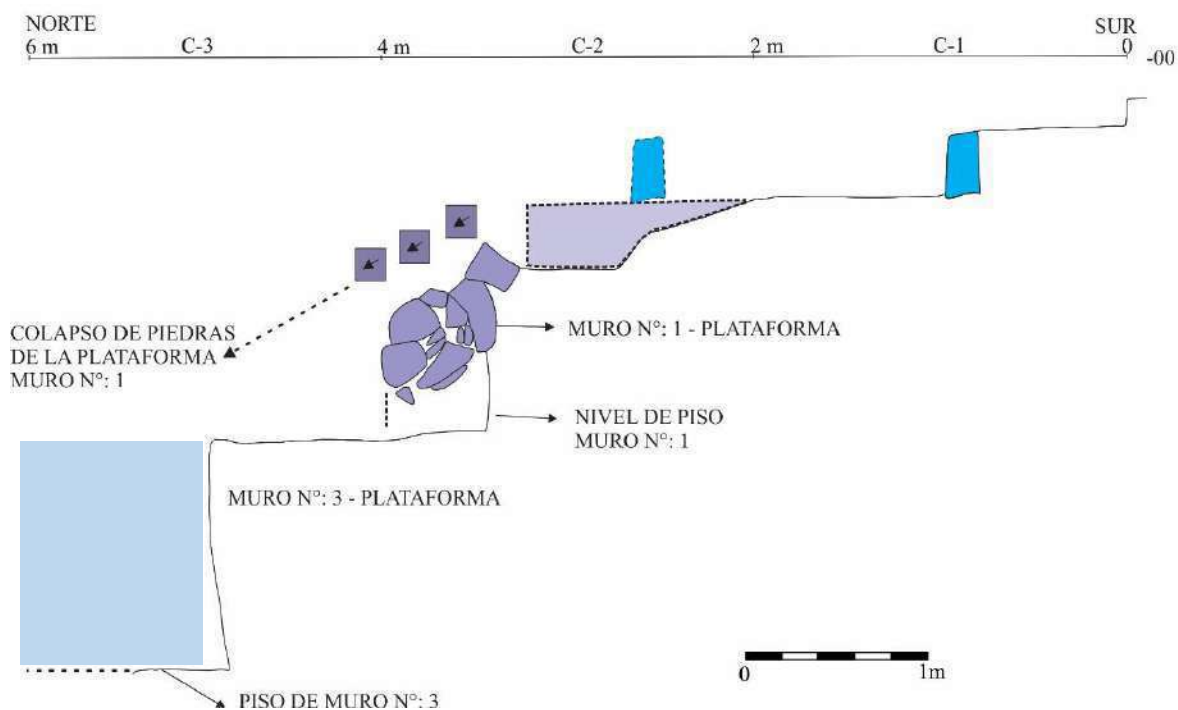 NORTE
SUR
6 m C-3 4 m C-2 2 m C-1 0
-00
COLAPSO DE PIEDRAS
DE LA PLATAFORMA
MURO N°: 1
MURO N°: 1 - PLATAFORMA
NIVEL DE PISO
MURO N°: 1
MURO N°: 3 - PLATAFORMA
0 1m
PISO DE MURO N°: 3